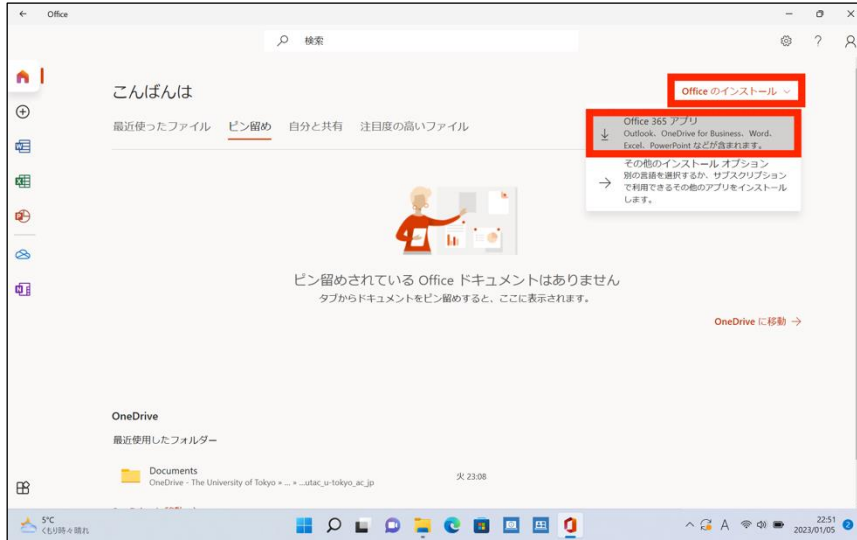 Office
検索
こんばんは
Office のインストール
最近使ったファイル ピン留め 自分と共有 注目度の高いファイル
Office 365 アプリ
Outlook、OneDrive for Business、Word、
Excel、PowerPoint などが含まれます。
その他のインストール オプション
別の言語を選択するか、サブスクリプション
で利用できるその他のアプリをインストール
します。
ピン留めされている Office ドキュメントはありません
タブからドキュメントをピン留めすると、ここに表示されます。
OneDrive に移動 →
OneDrive
最近使用したフォルダー
Documents
火 23:08
OneDrive - The University of Tokyo » ... » ...utac_u-tokyo_ac_jp
5°C
くもり時々晴れ
A
22:51
2023/01/05
2